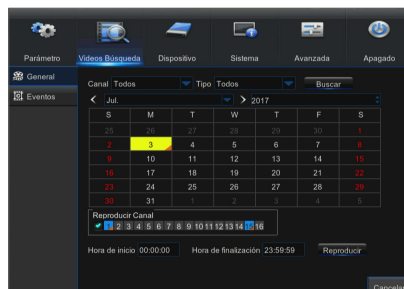 Parámetro Videos Búsqueda Dispositivo Sistema Avanzada Apagado
General
Eventos
Canal Todos Tipo Todos Buscar
Jul. 2017
S M T W T F S
25 26 27 28 29 30 1
2 3 4 5 6 7 8
9 10 11 12 13 14 15
16 17 18 19 20 21 22
23 24 25 26 27 28 29
30 31 1 2 3 4 5
Reproducir Canal
1 2 3 4 5 6 7 8 9 10 11 12 13 14 15 16
Hora de inicio 00:00:00 Hora de finalización 23:59:59 Reproducir
Cancelar